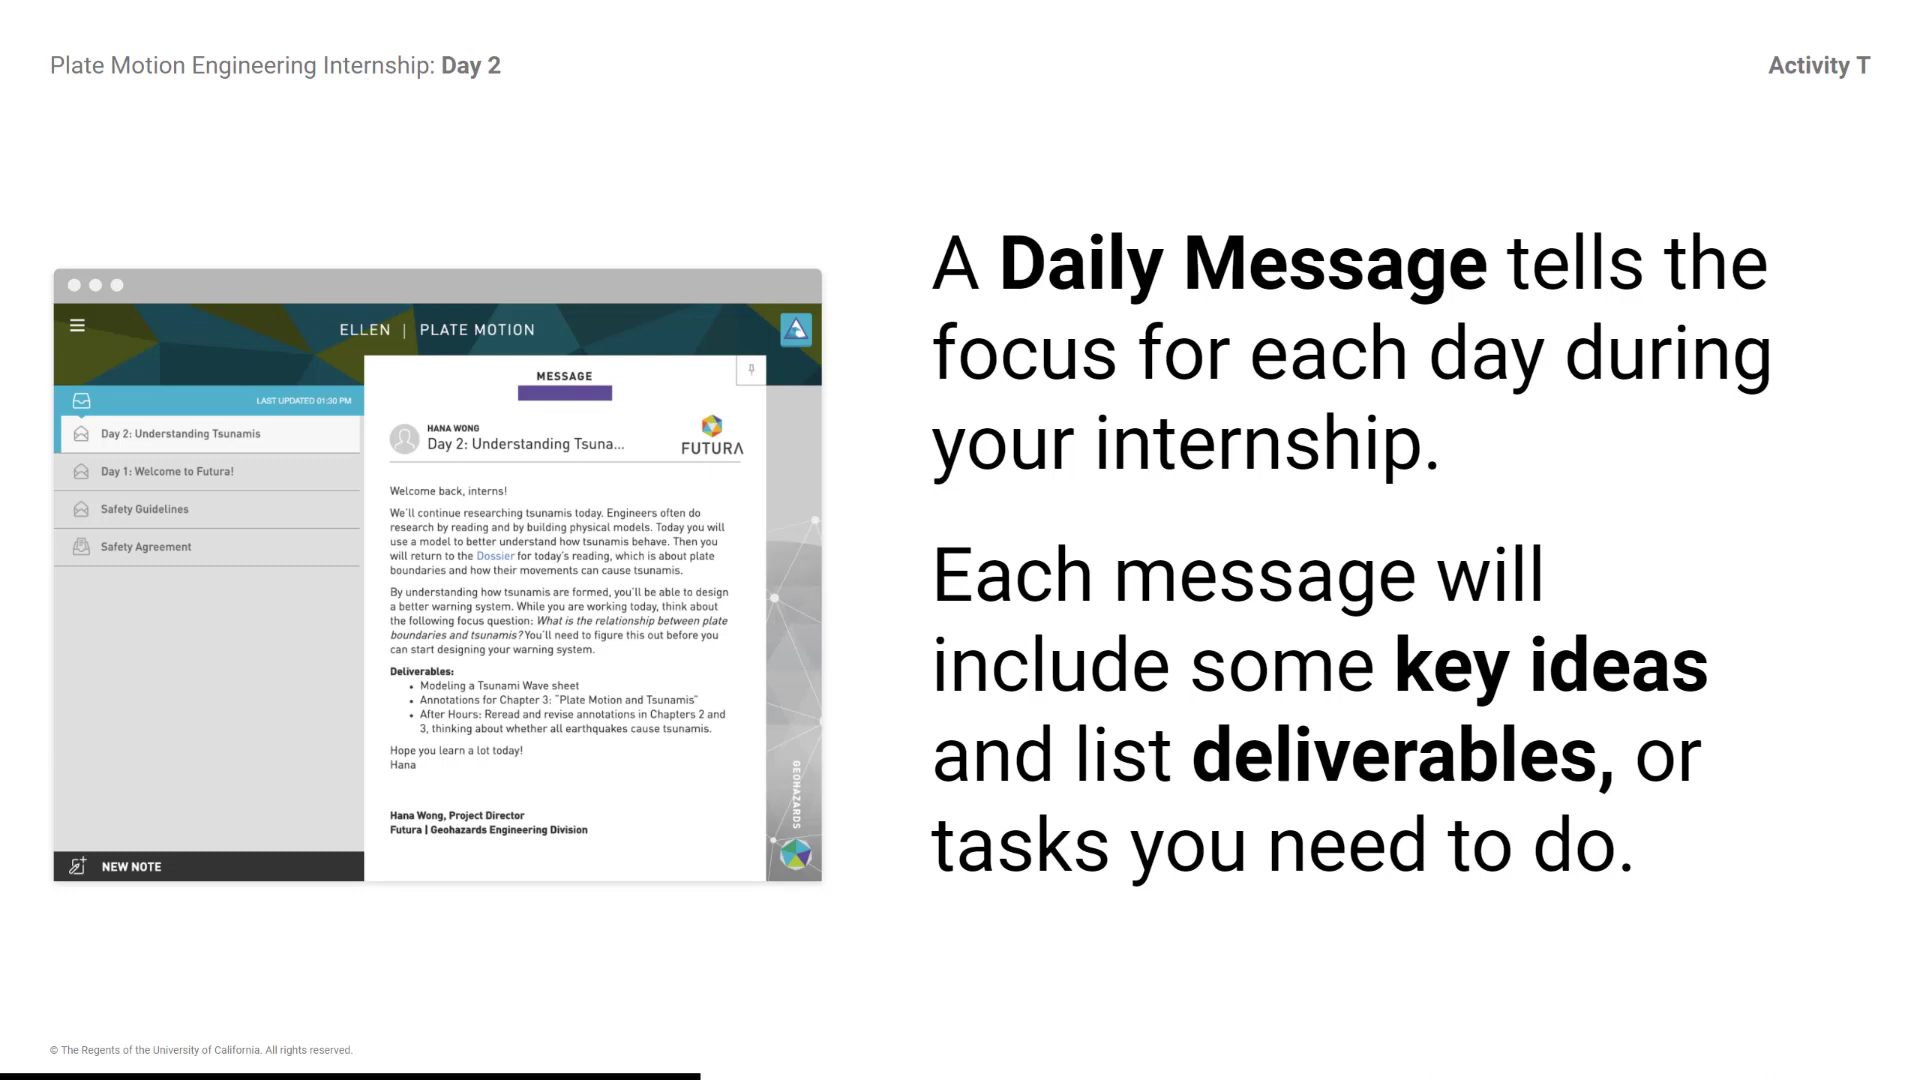 Plate Motion Engineering Internship: Day 2
Activity T
ELLEN | PLATE MOTION
LAST UPDATED 01:30 PM
Day 2: Understanding Tsunamis
Day 1: Welcome to Futura!
Safety Guidelines
Safety Agreement
NEW NOTE
MESSAGE
HANA WONG
Day 2: Understanding Tsuna...
FUTURA
Welcome back, interns!
We'll continue researching tsunamis today. Engineers often do
research by reading and by building physical models. Today you will
use a model to better understand how tsunamis behave. Then you
will return to the Dossier for today's reading, which is about plate
boundaries and how their movements can cause tsunamis.
By understanding how tsunamis are formed, you'll be able to design
a better warning system. While you are working today, think about
the following focus question: What is the relationship between plate
boundaries and tsunamis? You'll need to figure this out before you
can start designing your warning system.
Deliverables:
• Modeling a Tsunami Wave sheet
• Annotations for Chapter 3: "Plate Motion and Tsunamis"
• After Hours: Reread and revise annotations in Chapters 2 and
3, thinking about whether all earthquakes cause tsunamis.
Hope you learn a lot today!
Hana
Hana Wong, Project Director
Futura | Geohazards Engineering Division
GEOHAZARDS
A Daily Message tells the
focus for each day during
your internship.
Each message will
include some key ideas
and list deliverables, or
tasks you need to do.
© The Regents of the University of California. All rights reserved.